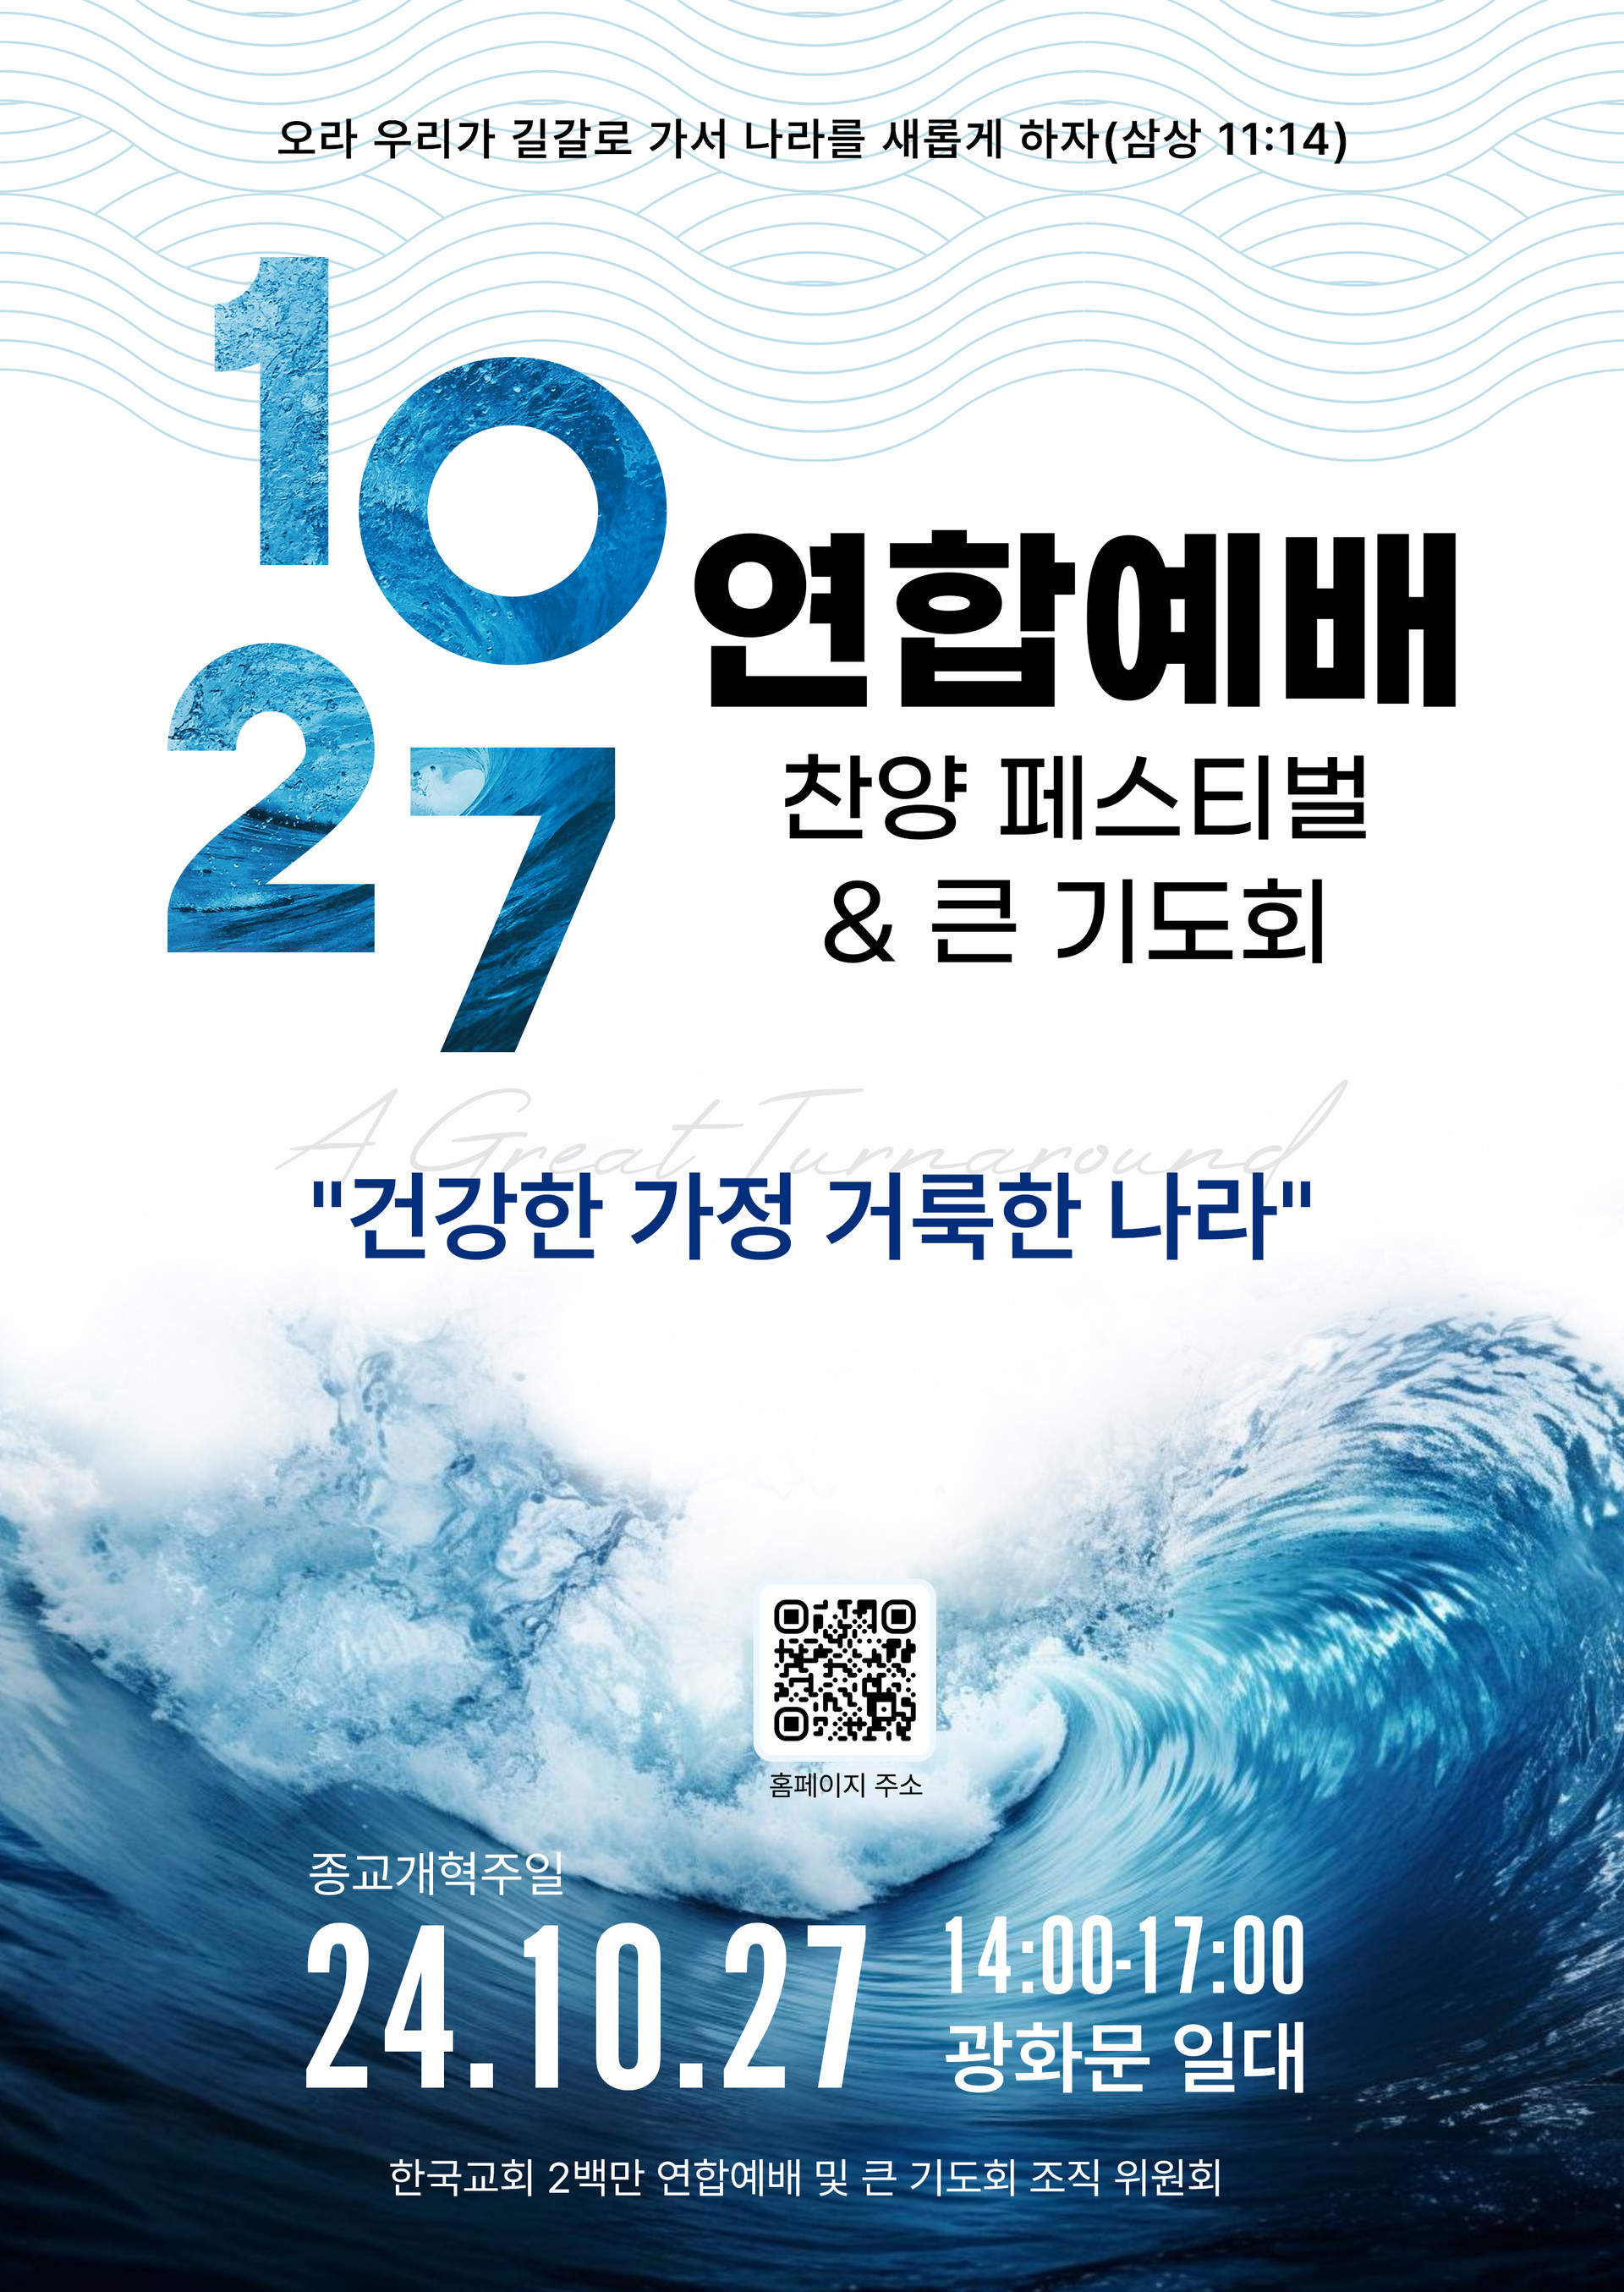 오라 우리가 길갈로 가서 나라를 새롭게 하자(삼상 11:14)
10
27
연합예배
찬양 페스티벌
& 큰 기도회
A Great Turnaround
"건강한 가정 거룩한 나라"
홈페이지 주소
종교개혁주일
24.10.27
14:00-17:00
광화문 일대
한국교회 2백만 연합예배 및 큰 기도회 조직 위원회